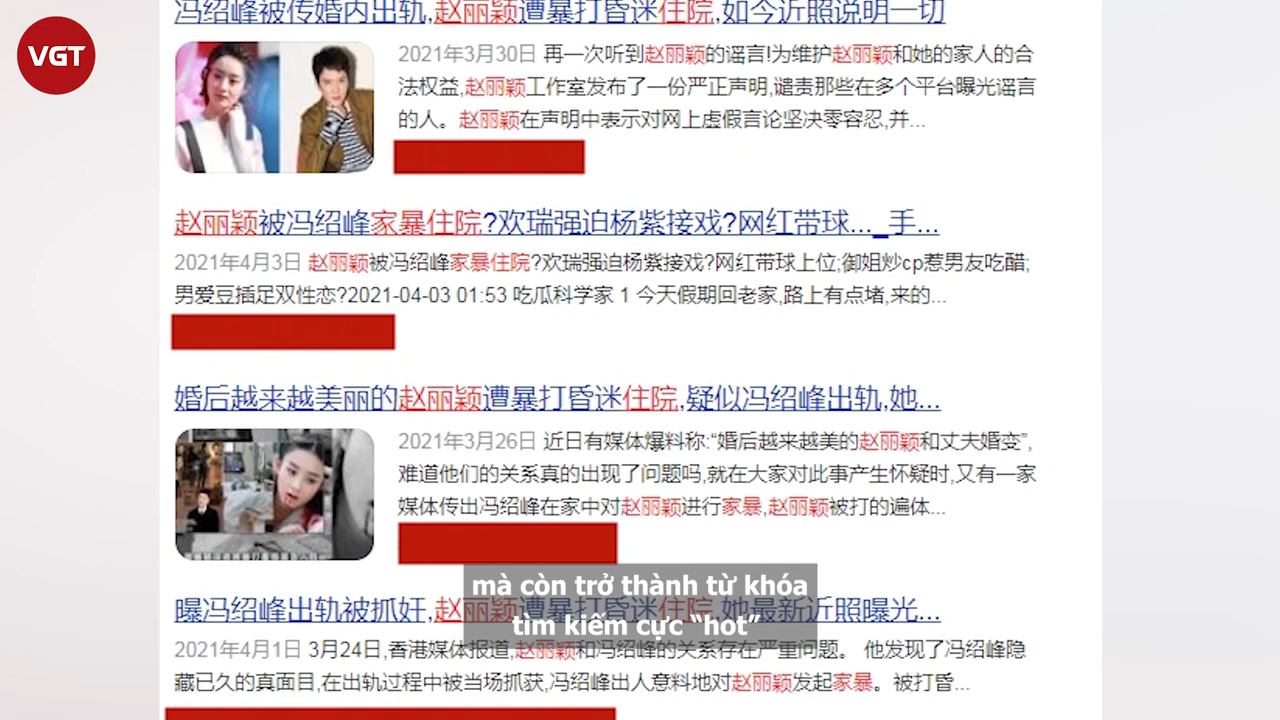 冯绍峰被传婚内出轨,赵丽颖遭暴打昏迷住院,如今近照说明一切
VGT
2021年3月30日 再一次听到赵丽颖的谣言!为维护赵丽颖和她的家人的合
法权益,赵丽颖工作室发布了一份严正声明,谴责那些在多个平台曝光谣言
的人。赵丽颖在声明中表示对网上虚假言论坚决零容忍,并...
赵丽颖被冯绍峰家暴住院?欢瑞强迫杨紫接戏?网红带球..._手...
2021年4月3日 赵丽颖被冯绍峰家暴住院?欢瑞强迫杨紫接戏?网红带球上位;御姐炒cp惹男友吃醋;
男爱豆插足双性恋?2021-04-03 01:53 吃瓜科学家 1 今天假期回老家,路上有点堵,来的...
婚后越来越美丽的赵丽颖遭暴打昏迷住院,疑似冯绍峰出轨,她...
2021年3月26日 近日有媒体爆料称:“婚后越来越美的赵丽颖和丈夫婚变”,
难道他们的关系真的出现了问题吗,就在大家对此事产生怀疑时,又有一家
媒体传出冯绍峰在家中对赵丽颖进行家暴,赵丽颖被打的遍体...
mà còn trở thành từ khóa
tìm kiếm cực “hot”
曝冯绍峰出轨被抓奸,赵丽颖遭暴打昏迷住院,她最新近照曝光...
2021年4月1日 3月24日,香港媒体报道,赵丽颖和冯绍峰的关系存在严重问题。 他发现了冯绍峰隐
藏已久的真面目,在出轨过程中被当场抓获,冯绍峰出人意料地对赵丽颖发起家暴。被打昏...